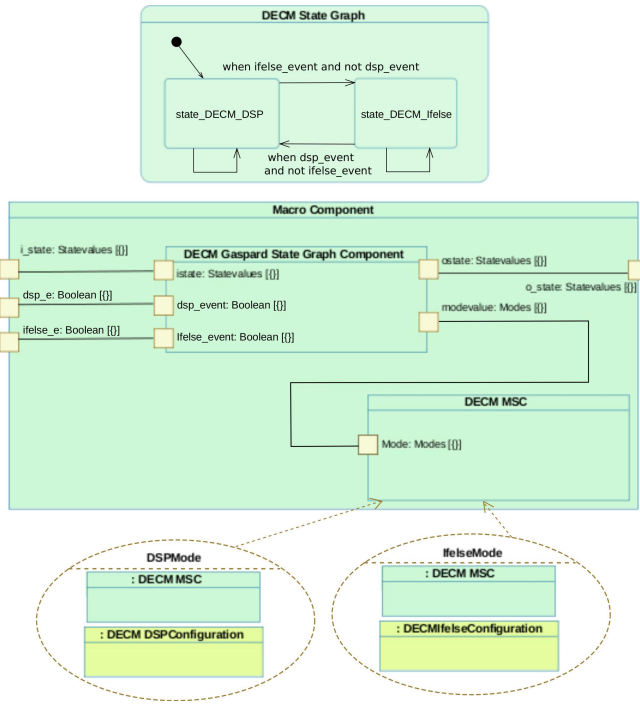 DECM State Graph
when ifelse_event and not dsp_event
state_DECM_DSP
state_DECM_Ifelse
when dsp_event
and not ifelse_event
Macro Component
i_state: Statevalues [{}]
DECM Gaspard State Graph Component
ostate: Statevalues [{}]
istate: Statevalues [{}]
o_state: Statevalues [{}]
dsp_e: Boolean [{}]
dsp_event: Boolean [{}]
modevalue: Modes [{}]
ifelse_e: Boolean [{}]
Ifelse_event: Boolean [{}]
DECM MSC
Mode: Modes [{}]
DSPMode
: DECM MSC
: DECM DSPConfiguration
IfelseMode
: DECM MSC
: DECMIfelseConfiguration